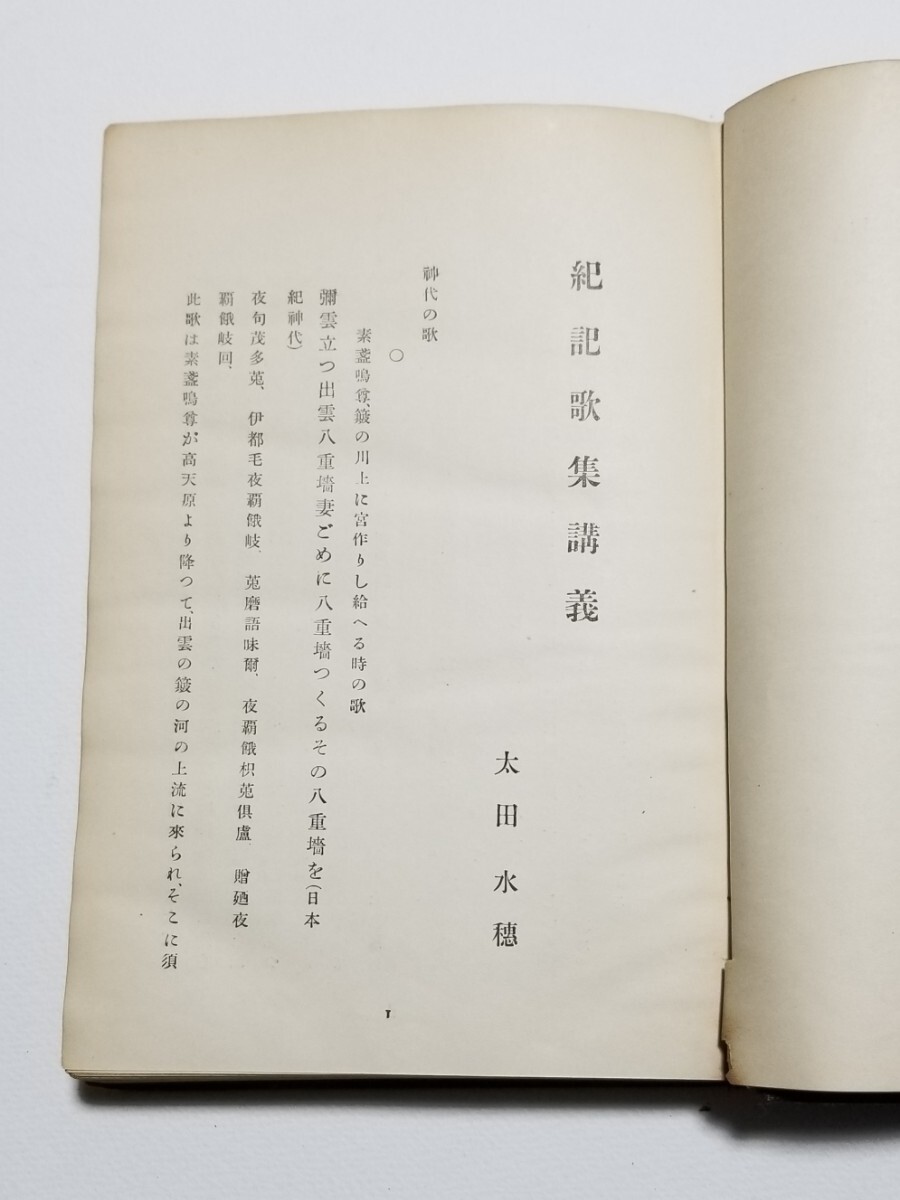 紀記歌集講義
太田水穗
神代の歌
○
素盞鳴尊、簸の川上に宮作りし給へる時の歌
彌雲立つ出雲八重墻妻ごめに八重墻つくるその八重墻を(日本
紀神代)
夜句茂多菟、伊都毛夜覇餓岐、菟磨語味爾、夜覇餓枳菟倶盧 贈廼夜
覇餓岐回、
此歌は素盞鳴尊が高天原より降つて、出雲の簸の河の上流に來られ、そこに須
1